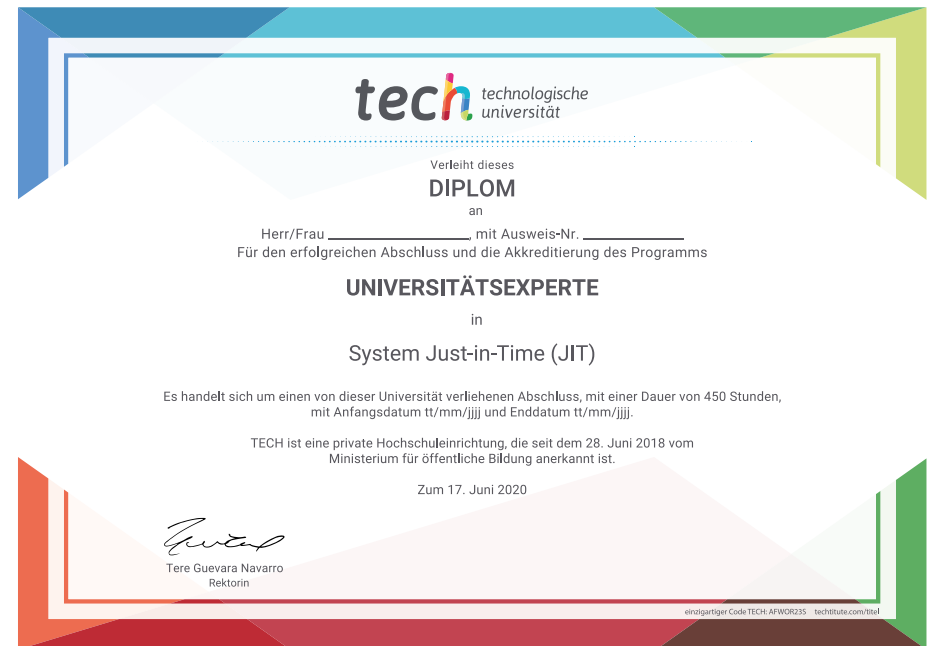 tech technologische
universität
Verleiht dieses
DIPLOM
an
Herr/Frau ____________________, mit Ausweis-Nr. ______________
Für den erfolgreichen Abschluss und die Akkreditierung des Programms
UNIVERSITÄTSEXPERTE
in
System Just-in-Time (JIT)
Es handelt sich um einen von dieser Universität verliehenen Abschluss, mit einer Dauer von 450 Stunden,
mit Anfangsdatum tt/mm/jjjj und Enddatum tt/mm/jjjj.
TECH ist eine private Hochschuleinrichtung, die seit dem 28. Juni 2018 vom
Ministerium für öffentliche Bildung anerkannt ist.
Zum 17. Juni 2020
Tere Guevara Navarro
Rektorin
einzigartiger Code TECH: AFWOR23S techtitute.com/titel